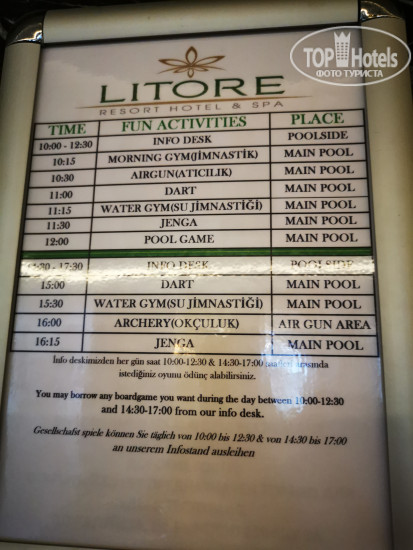 TOP Hotels
ФОТО ТУРИСТА
LITORE
RESORT HOTEL & SPA
TIME FUN ACTIVITIES PLACE
10:00 - 12:30 INFO DESK POOLSIDE
10:15 MORNING GYM(JİMNASTİK) MAIN POOL
10:30 AIRGUN(ATICILIK) MAIN POOL
11:00 DART MAIN POOL
11:15 WATER GYM(SU JİMNASTİĞİ) MAIN POOL
11:30 JENGA MAIN POOL
12:00 POOL GAME MAIN POOL
17:30 INFO DESK POOLSIDE
15:00 DART MAIN POOL
15:30 WATER GYM(SU JİMNASTİĞİ) MAIN POOL
16:00 ARCHERY(OKÇULUK) AIR GUN AREA
16:15 JENGA MAIN POOL
İnfo deskimizden her gün saat 10:00-12:30 & 14:30-17:00 saatleri arasında
istediğiniz oyunu ödünç alabilirsiniz.
You may borrow any boardgame you want during the day between 10:00-12:30
and 14:30-17:00 from our info desk.
Gesellschafst spiele können Sie täglich von 10:00 bis 12:30 & von 14:30 bis 17:00
an unserem Infostand ausleihen